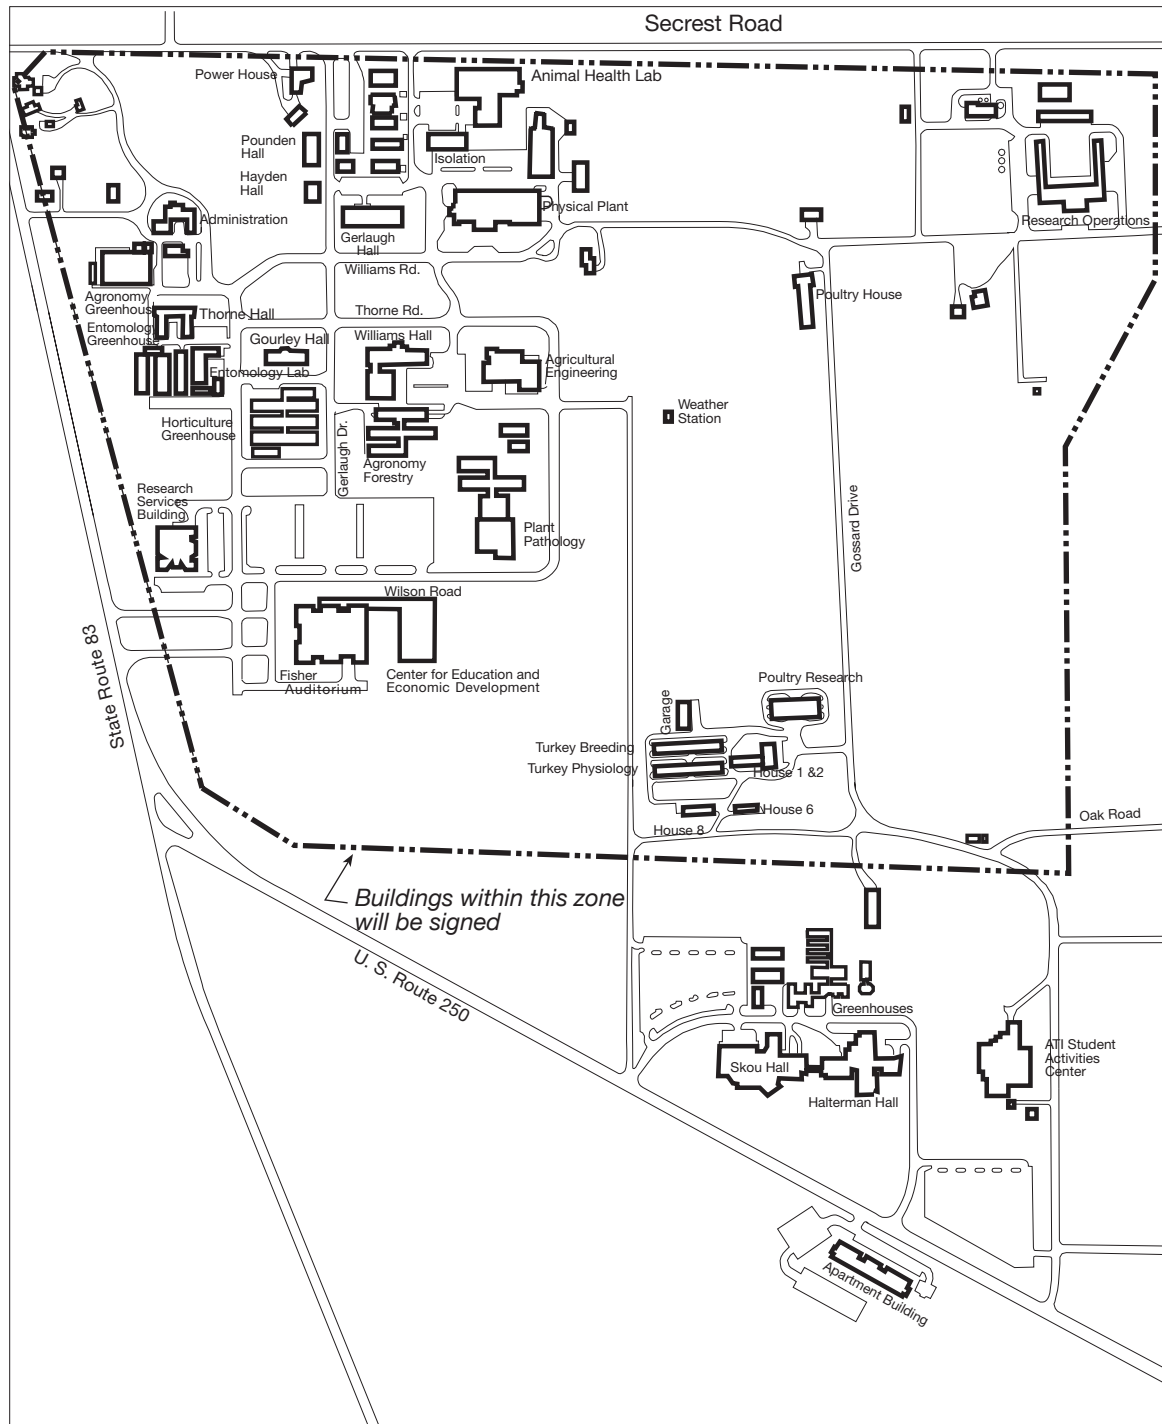 Secrest Road
Power House
Animal Health Lab
Pounden
Hall
Isolation
Hayden
Hall
Administration
Physical Plant
Gerlaugh
Hall
Research Operations
Williams Rd.
Agronomy
Greenhouse
Poultry House
Thorne Rd.
Thorne Hall
Entomology
Greenhouse
Gourley Hall
Williams Hall
Agricultural
Engineering
Entomology Lab
Weather
Station
Horticulture
Greenhouse
Gerlaugh Dr.
Agronomy
Forestry
Research
Services
Building
Plant
Pathology
Gossard Drive
Wilson Road
State Route 83
Fisher
Auditorium
Center for Education and
Economic Development
Poultry Research
Garage
Turkey Breeding
Turkey Physiology
House 1 &2
House 8
House 6
Oak Road
Buildings within this zone
will be signed
U. S. Route 250
Greenhouses
Skou Hall
Halterman Hall
ATI Student
Activities
Center
Apartment Building